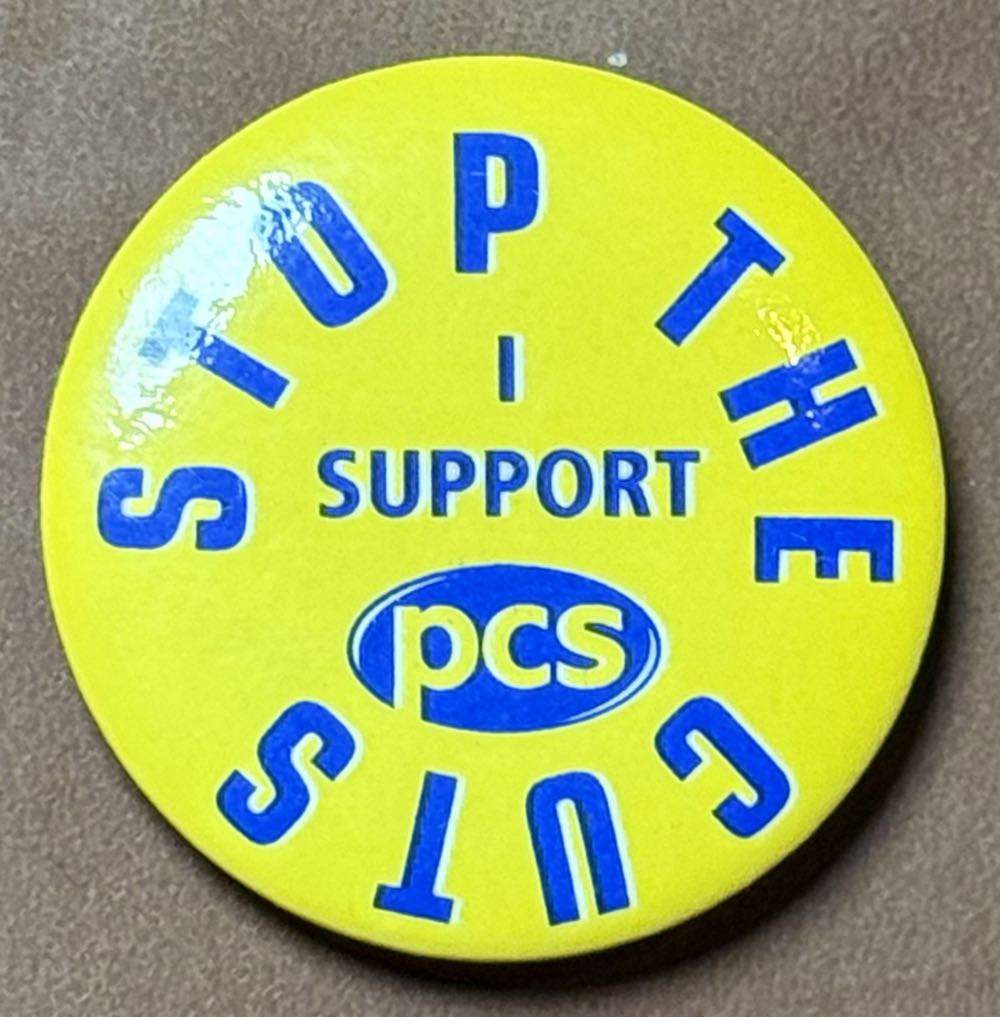 STOP THE CUTS
I
SUPPORT
pcs